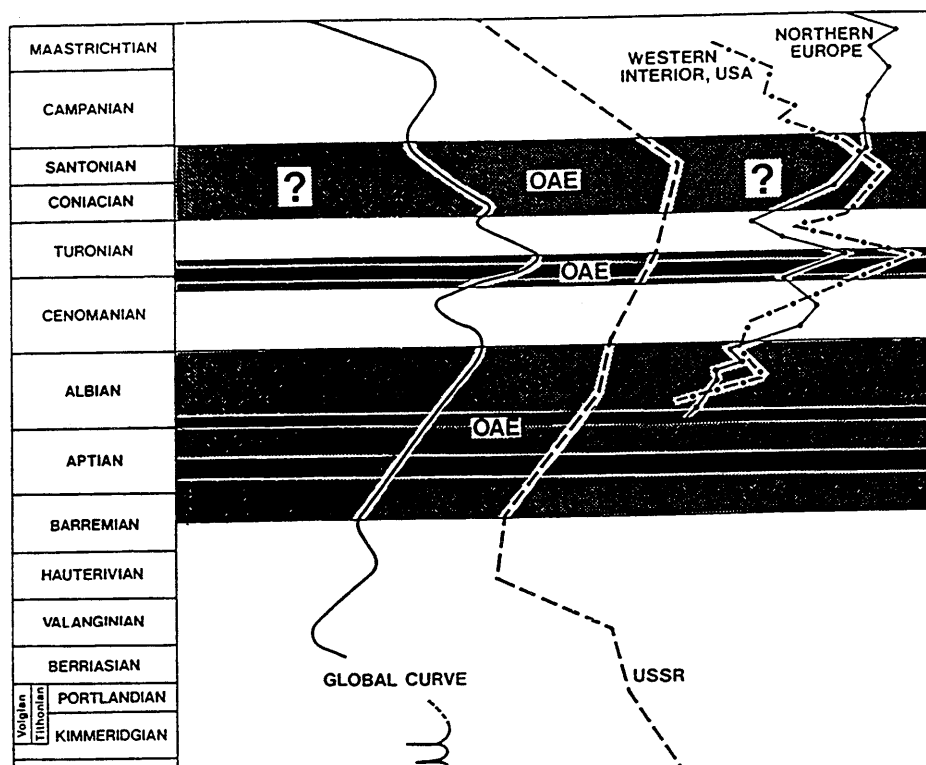 MAASTRICHTIAN
CAMPANIAN
SANTONIAN
CONIACIAN
TURONIAN
CENOMANIAN
ALBIAN
APTIAN
BARREMIAN
HAUTERIVIAN
VALANGINIAN
BERRIASIAN
Volgian
Tithonian
PORTLANDIAN
KIMMERIDGIAN
NORTHERN
EUROPE
WESTERN
INTERIOR, USA
?
OAE
?
OAE
OAE
GLOBAL CURVE
USSR